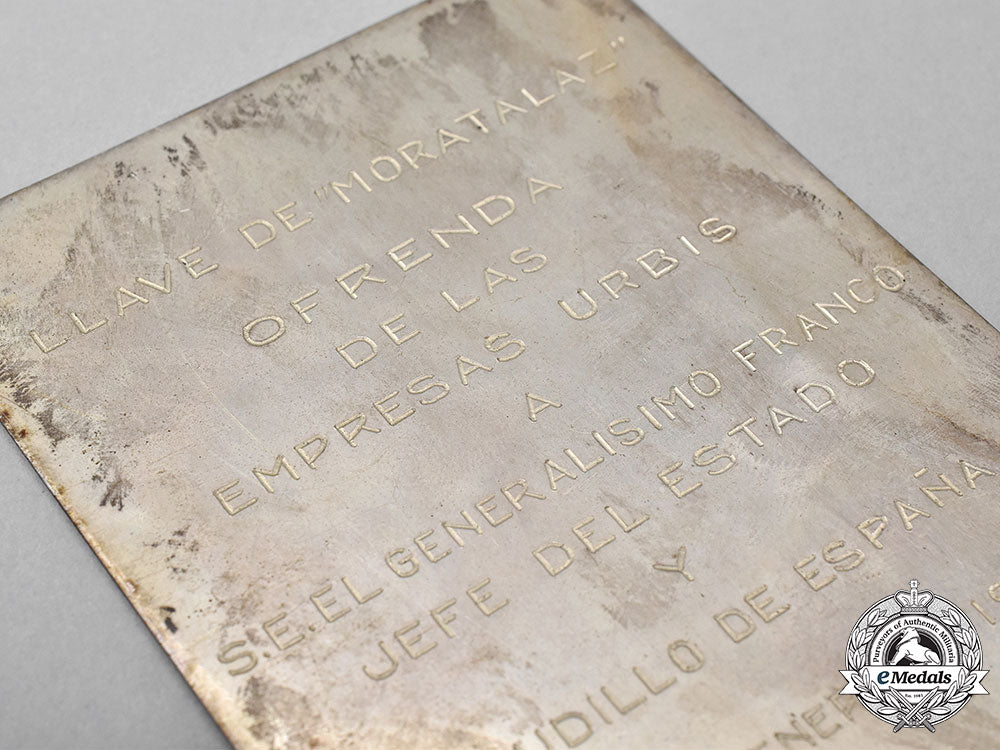 LLAVE DE "MORATALAZ"
OFRENDA
DE LAS
EMPRESAS URBIS
A
S.E. EL GENERALISIMO FRANCO
JEFE DEL ESTADO
Y
UDILLO DE ESPAÑA
Purveyors of Authentic Militaria
eMedals